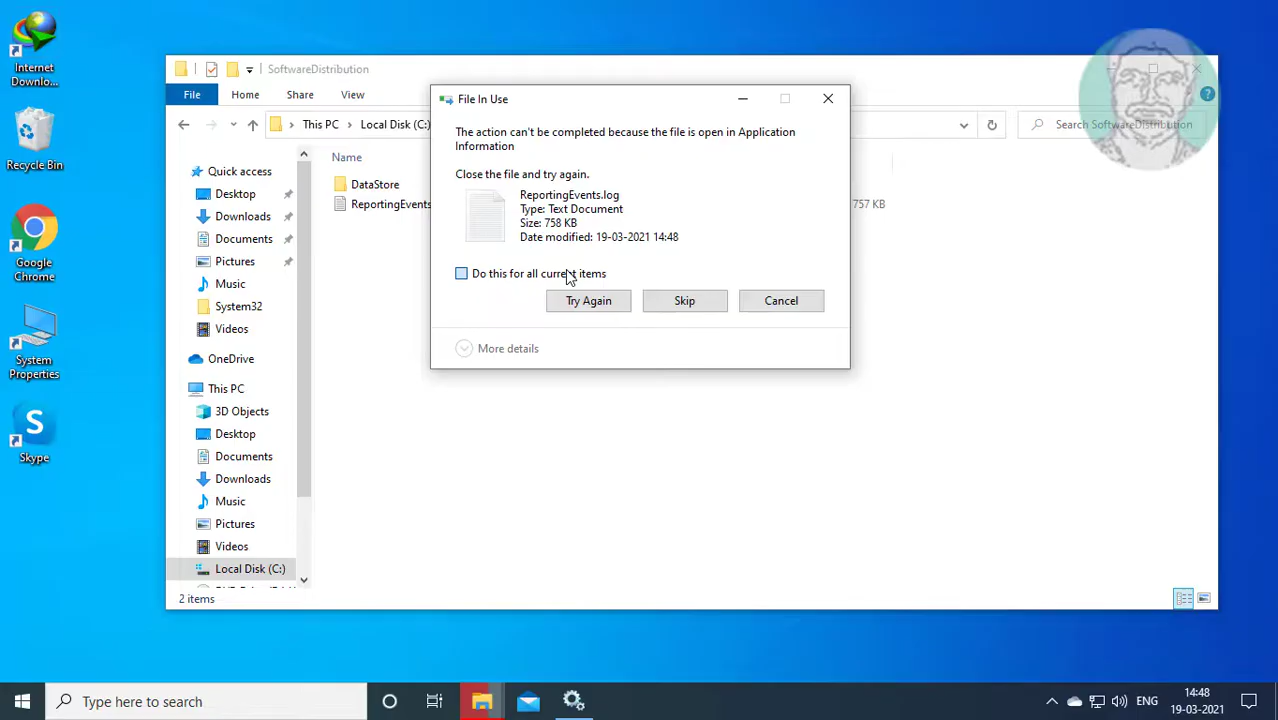 Internet
Downlo...
Recycle Bin
Google
Chrome
System
Properties
Skype
SoftwareDistribution
File
Home
Share
View
This PC
Local Disk (C:)
Search SoftwareDistribution
Quick access
Desktop
Downloads
Documents
Pictures
Music
System32
Videos
OneDrive
This PC
3D Objects
Desktop
Documents
Downloads
Music
Pictures
Videos
Local Disk (C:)
Name
DataStore
ReportingEvents
757 KB
2 items
File In Use
The action can't be completed because the file is open in Application
Information
Close the file and try again.
ReportingEvents.log
Type: Text Document
Size: 758 KB
Date modified: 19-03-2021 14:48
Do this for all current items
Try Again
Skip
Cancel
More details
Type here to search
ENG
14:48
19-03-2021